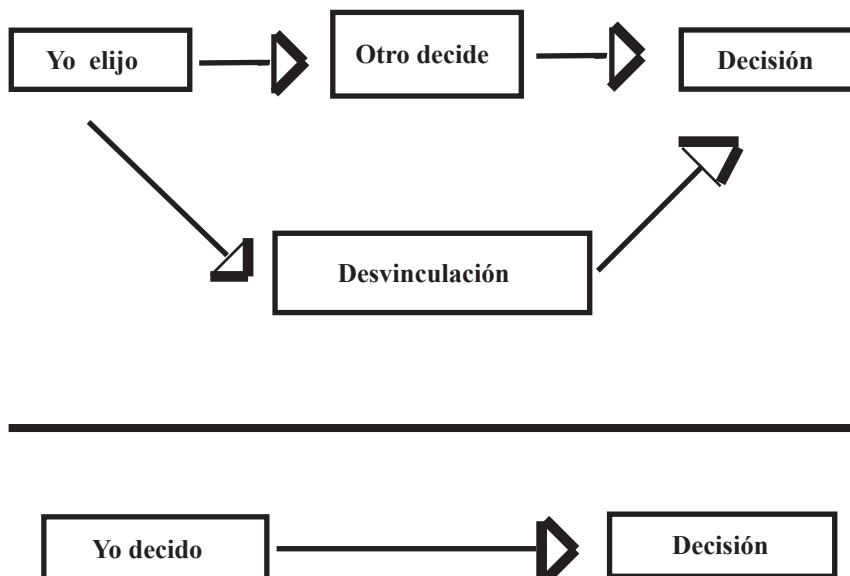 Yo elijo
Otro decide
Decisión
Desvinculación
Yo decido
Decisión